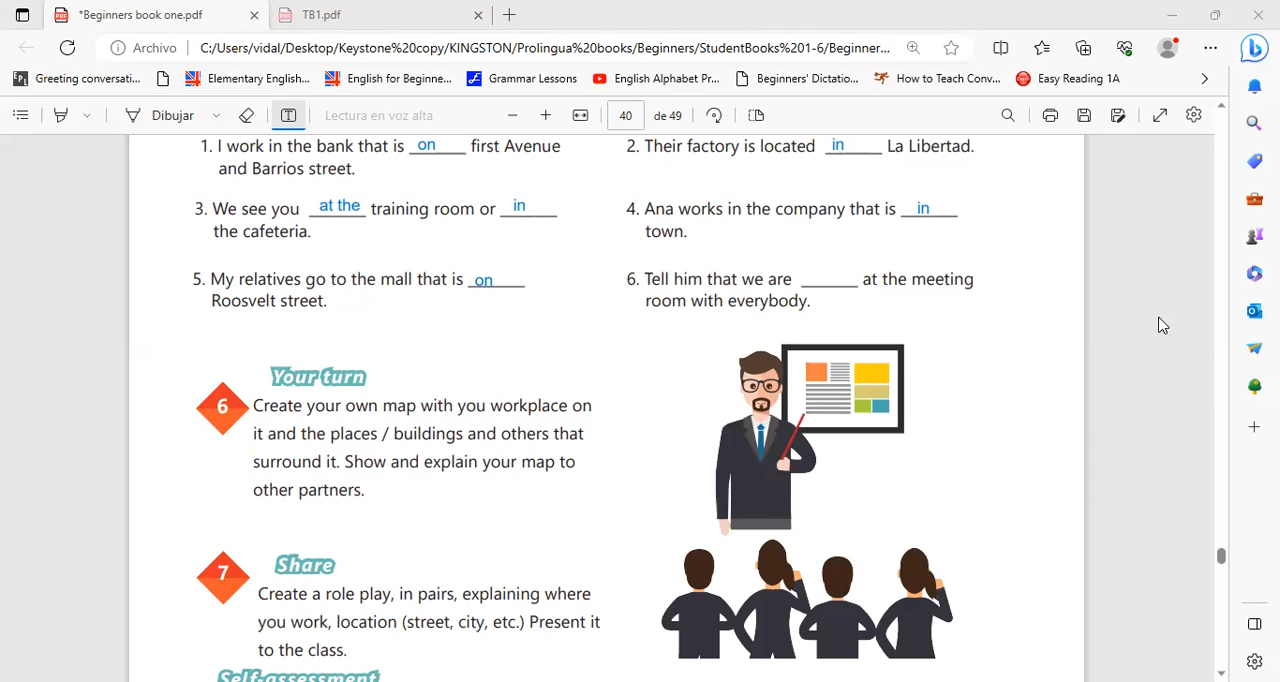 *Beginners book one.pdf
TB1.pdf
Archivo
C:/Users/vidal/Desktop/Keystone%20copy/KINGSTON/Prolingua%20books/Beginners/StudentBooks%201-6/Beginner...
Greeting conversati...
Elementary English...
English for Beginne...
Grammar Lessons
English Alphabet Pr...
Beginners' Dictatio...
How to Teach Conv...
Easy Reading 1A
Dibujar
Lectura en voz alta
40
de 49
1. I work in the bank that is on first Avenue
and Barrios street.
2. Their factory is located in La Libertad.
3. We see you at the training room or in
the cafeteria.
4. Ana works in the company that is in
town.
5. My relatives go to the mall that is on
Roosvelt street.
6. Tell him that we are ______ at the meeting
room with everybody.
Your turn
6
Create your own map with you workplace on
it and the places / buildings and others that
surround it. Show and explain your map to
other partners.
Share
7
Create a role play, in pairs, explaining where
you work, location (street, city, etc.) Present it
to the class.
Self-assessment